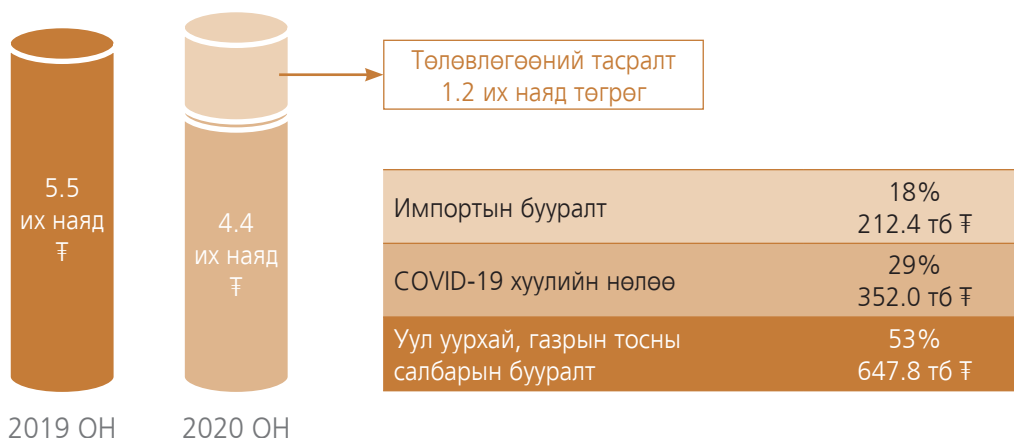 Төлөвлөгөөний тасралт
1.2 их наяд төгрөг
5.5
их наяд
₮
4.4
их наяд
₮
Импортын бууралт
18%
212.4 тб ₮
COVID-19 хуулийн нөлөө
29%
352.0 тб ₮
Уул уурхай, газрын тосны
салбарын бууралт
53%
647.8 тб ₮
2019 ОН
2020 ОН